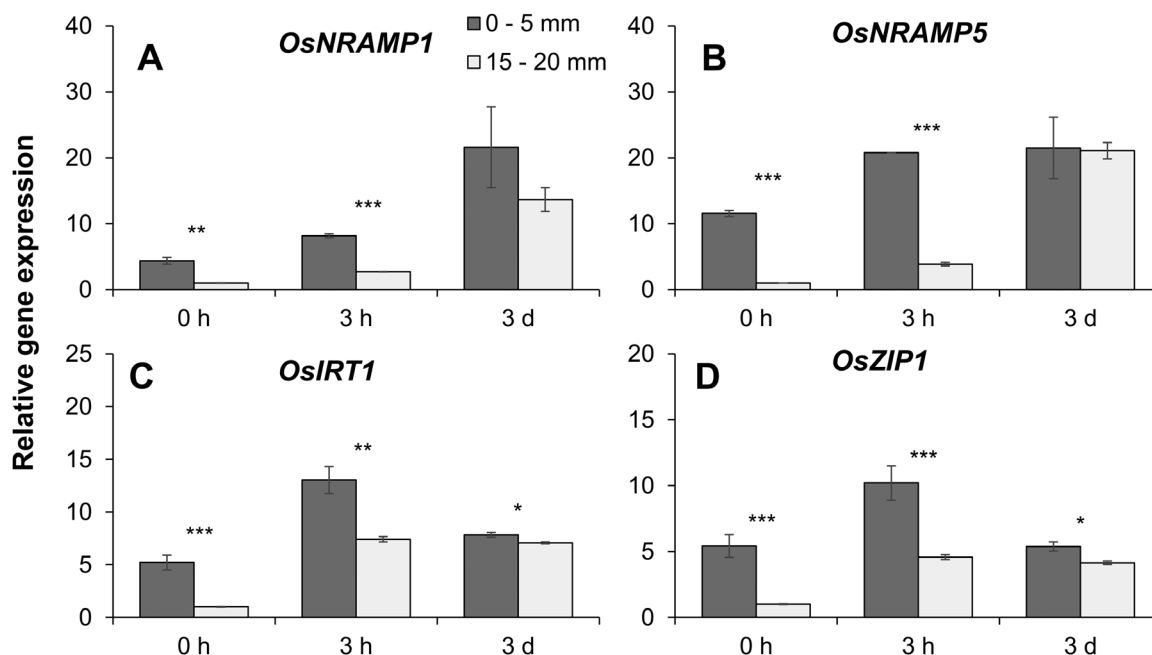 Relative gene expression
A
OsNRAMP1
0 - 5 mm
15 - 20 mm
40
30
20
10
0
**
***
0 h
3 h
3 d
B
OsNRAMP5
40
30
20
10
0
***
***
0 h
3 h
3 d
C
OsIRT1
25
20
15
10
5
0
***
**
*
0 h
3 h
3 d
D
OsZIP1
20
15
10
5
0
***
***
*
0 h
3 h
3 d